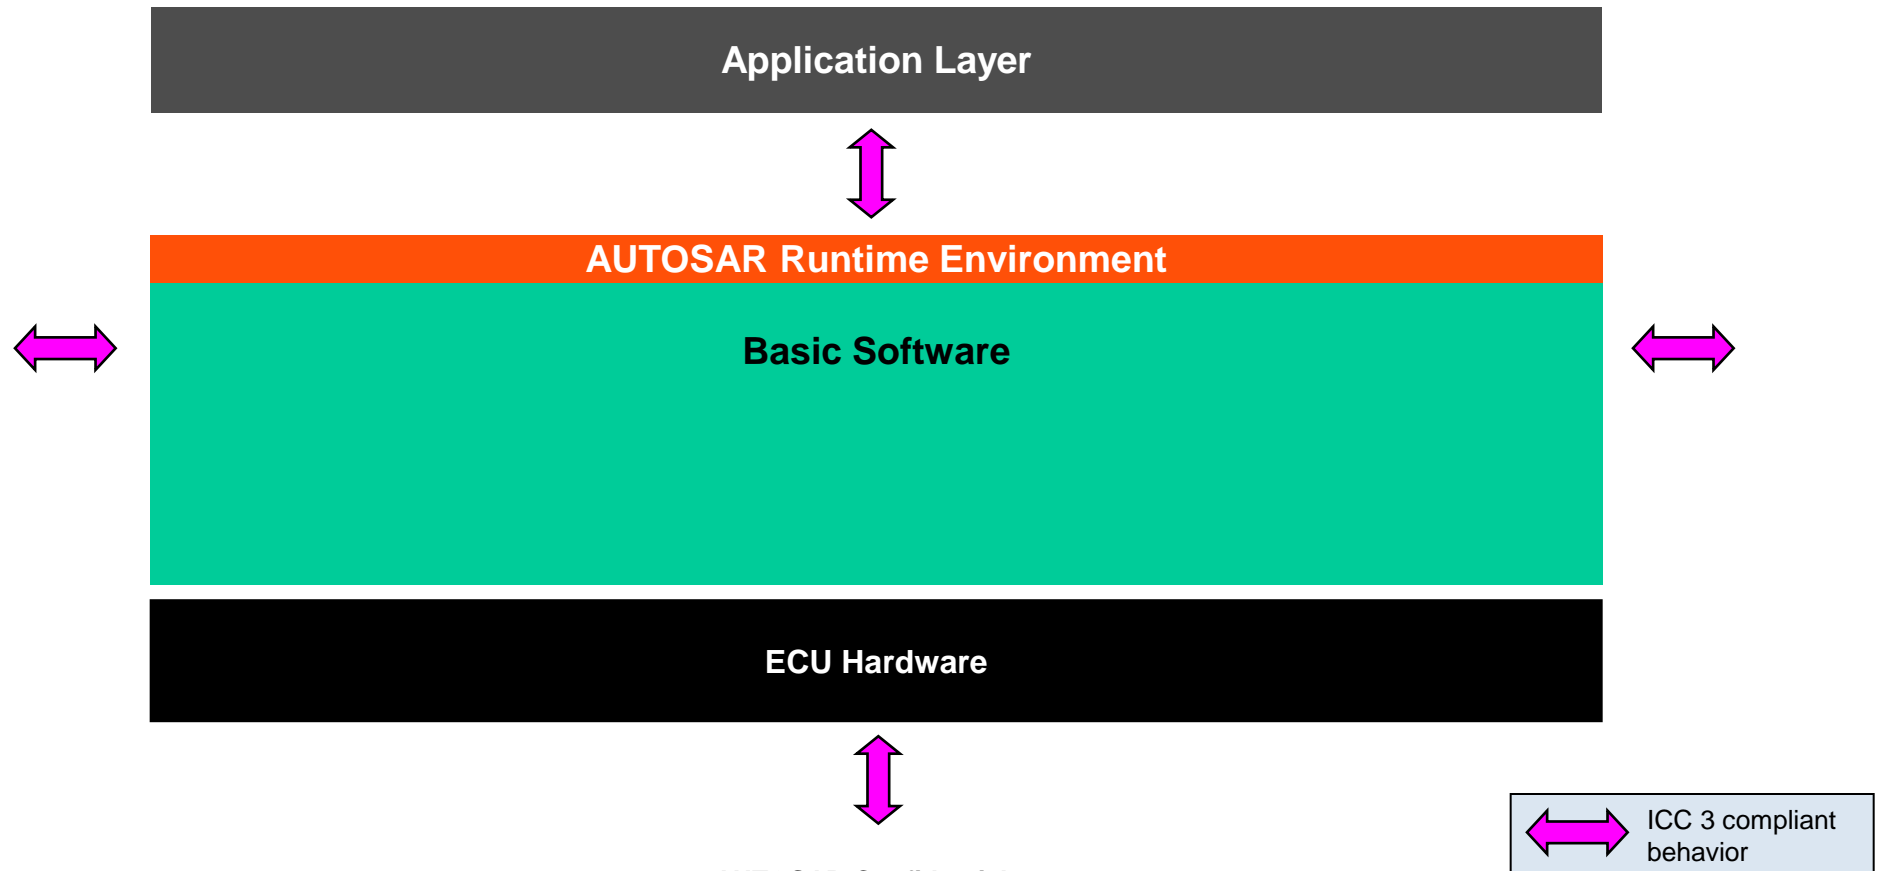 Application Layer
AUTOSAR Runtime Environment
Basic Software
ECU Hardware
ICC 3 compliant
behavior